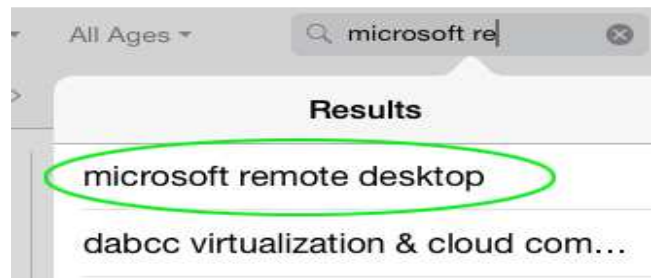 All Ages
microsoft re
Results
microsoft remote desktop
dabcc virtualization & cloud com...